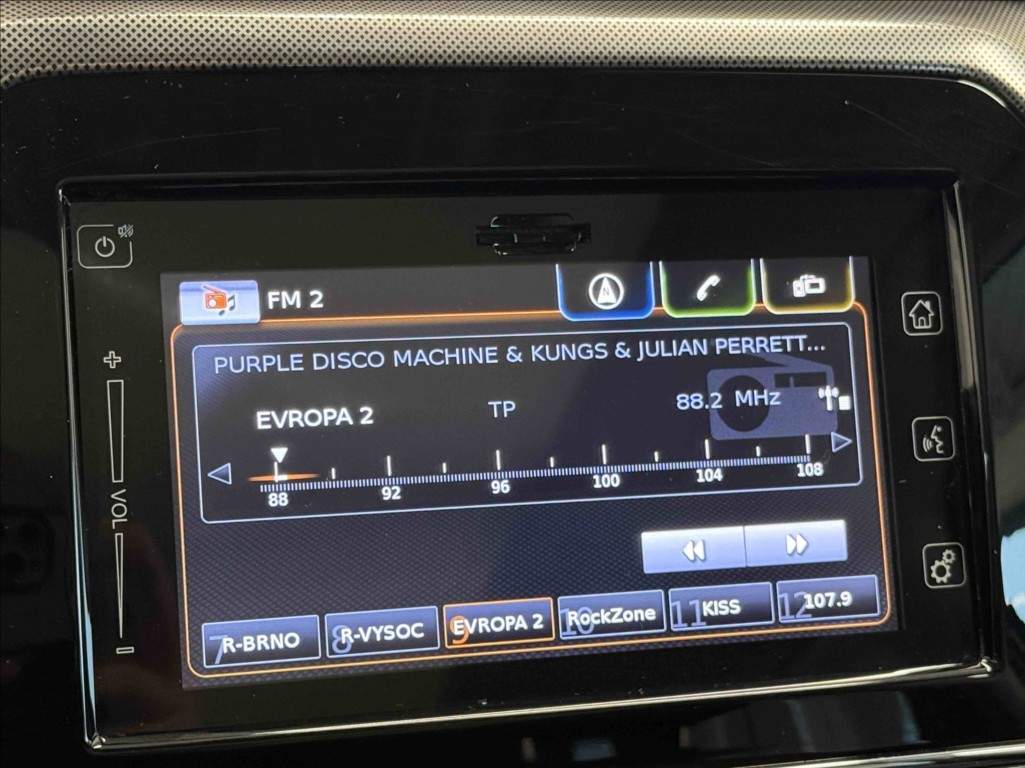 FM 2
PURPLE DISCO MACHINE & KUNGS & JULIAN PERRETT...
EVROPA 2 TP 88.2 MHz
88 92 96 100 104 108
VOL
7 R-BRNO 8 R-VYSOC 9 EVROPA 2 10 RockZone 11 KISS 12 107.9